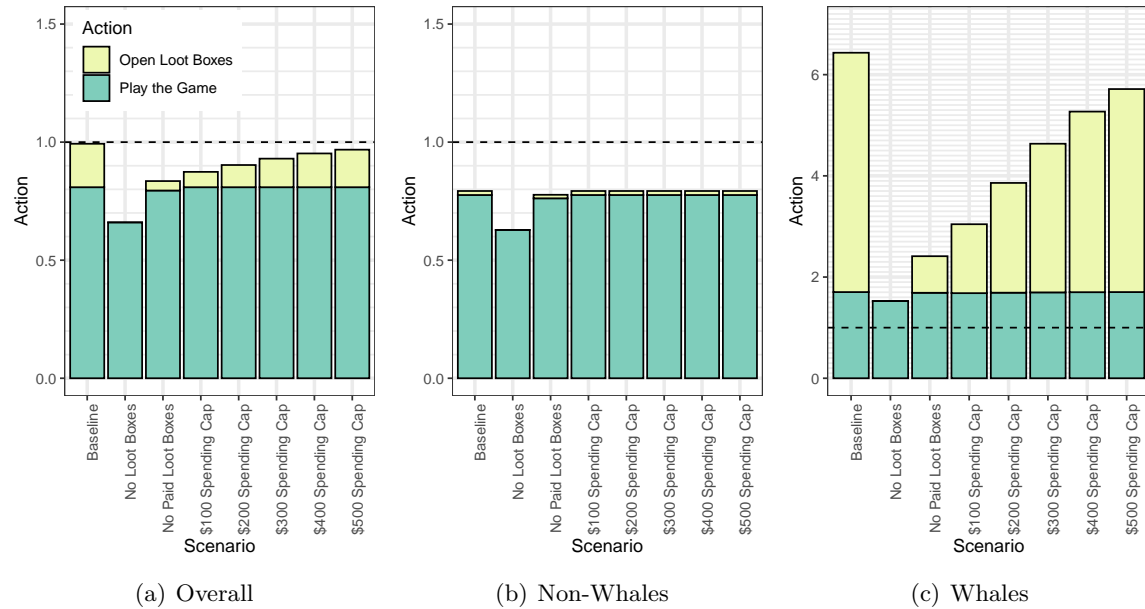 1.5
1.0
0.5
0.0
Action
Action
Open Loot Boxes
Play the Game
Baseline
No Loot Boxes
No Paid Loot Boxes
$100 Spending Cap
$200 Spending Cap
$300 Spending Cap
$400 Spending Cap
$500 Spending Cap
Scenario
(a) Overall
1.5
1.0
0.5
0.0
Action
Baseline
No Loot Boxes
No Paid Loot Boxes
$100 Spending Cap
$200 Spending Cap
$300 Spending Cap
$400 Spending Cap
$500 Spending Cap
Scenario
(b) Non-Whales
6
4
2
0
Action
Baseline
No Loot Boxes
No Paid Loot Boxes
$100 Spending Cap
$200 Spending Cap
$300 Spending Cap
$400 Spending Cap
$500 Spending Cap
Scenario
(c) Whales